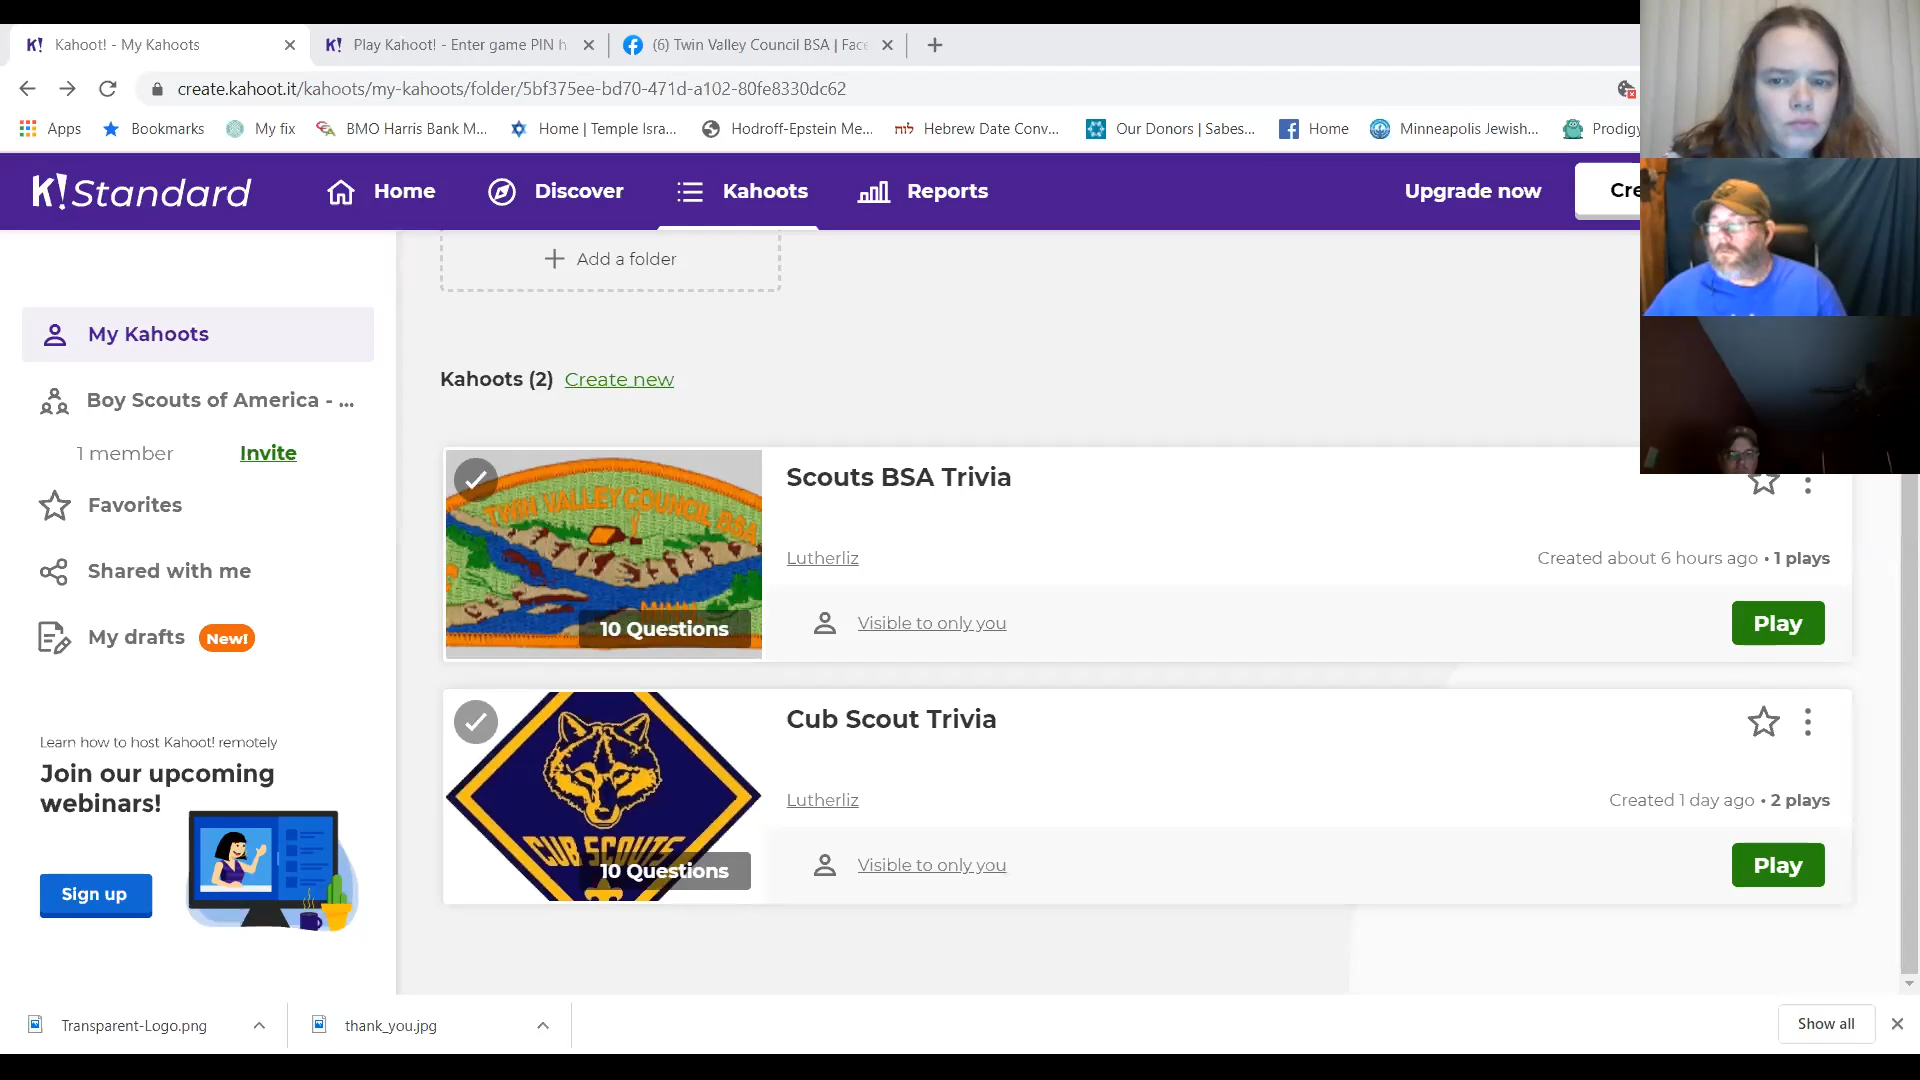 Kahoot! - My Kahoots
Play Kahoot! - Enter game PIN h
(6) Twin Valley Council BSA | Face
create.kahoot.it/kahoots/my-kahoots/folder/5bf375ee-bd70-471d-a102-80fe8330dc62
Apps
Bookmarks
My fix
BMO Harris Bank M...
Home | Temple Isra...
Hodroff-Epstein Me...
לוח
Hebrew Date Conv...
Our Donors | Sabes...
Home
Minneapolis Jewish...
Prodigy
K! Standard
Home
Discover
Kahoots
Reports
Upgrade now
Cre
Add a folder
My Kahoots
Boy Scouts of America - ...
1 member
Invite
Favorites
Shared with me
My drafts
New!
Learn how to host Kahoot! remotely
Join our upcoming
webinars!
Sign up
Kahoots (2) Create new
TWIN VALLEY COUNCIL BSA
MINN
10 Questions
Scouts BSA Trivia
Lutherliz
Created about 6 hours ago • 1 plays
Visible to only you
Play
CUB SCOUTS
10 Questions
Cub Scout Trivia
Lutherliz
Created 1 day ago • 2 plays
Visible to only you
Play
Transparent-Logo.png
thank_you.jpg
Show all